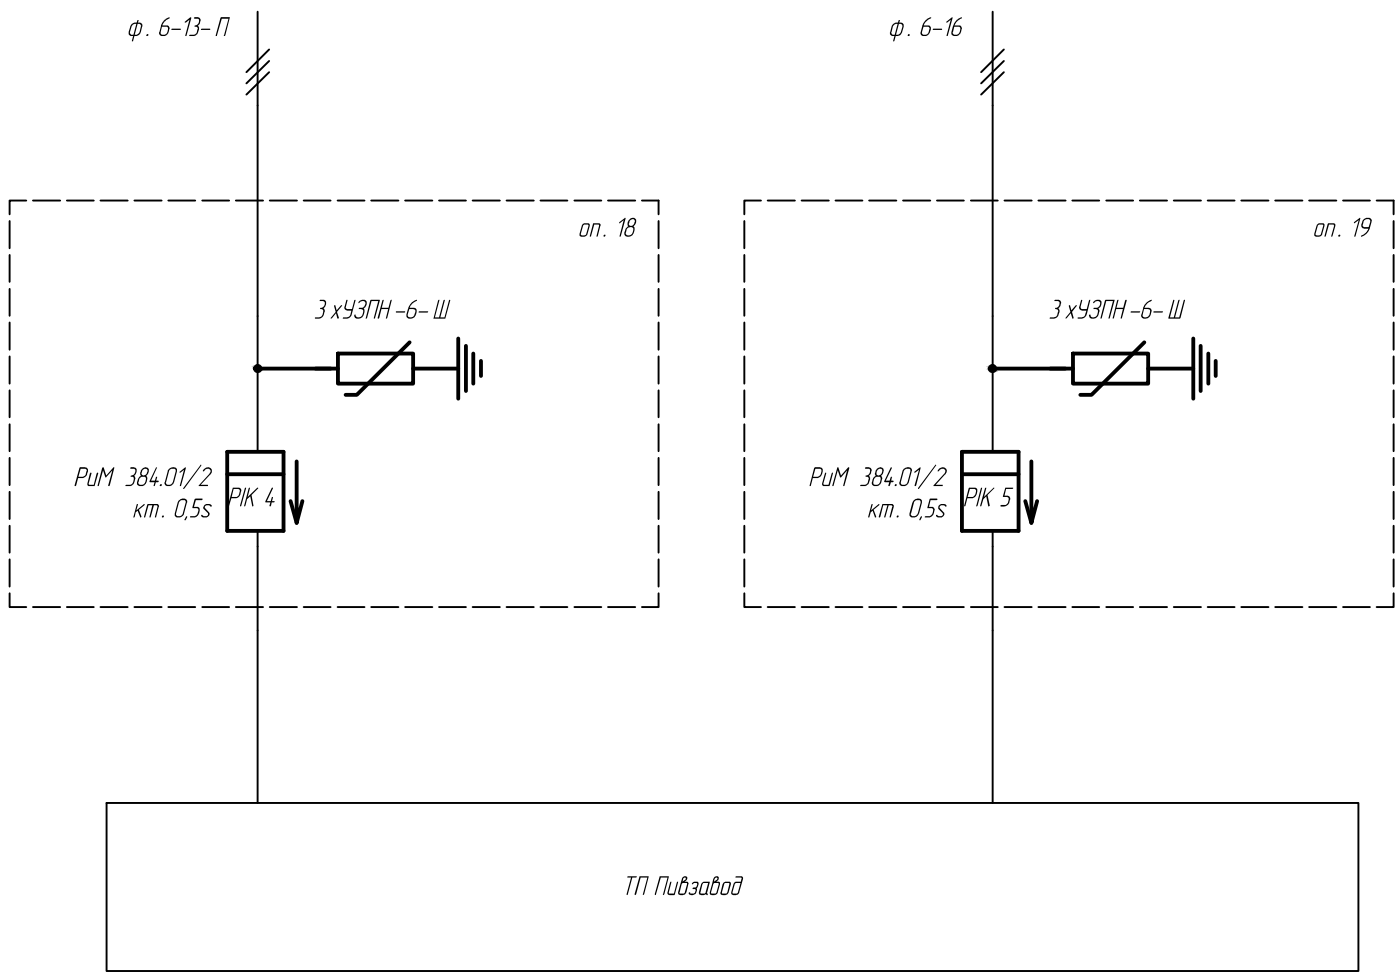 ф. 6-13-П
ф. 6-16
оп. 18
оп. 19
3 хУЗПН-6-Ш
3 хУЗПН-6-Ш
РиМ 384.01/2
кт. 0,5s
PIK 4
РиМ 384.01/2
кт. 0,5s
PIK 5
ТП Пивзавод